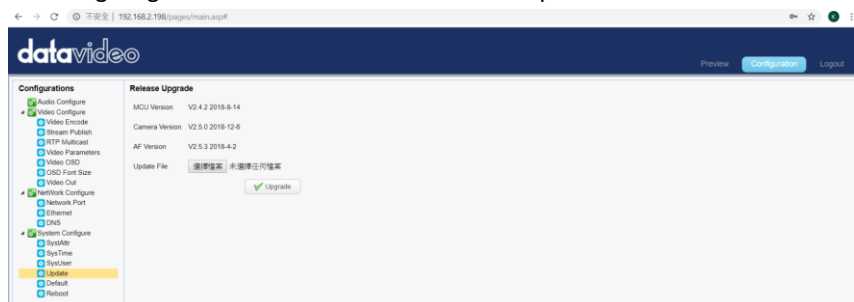 不安全 | 192.168.2.198/pages/main.asp#
K
datavideo
Preview
Configuration
Logout
Configurations
Audio Configure
Video Configure
Video Encode
Stream Publish
RTP Multicast
Video Parameters
Video OSD
OSD Font Size
Video Out
NetWork Configure
Network Port
Ethernet
DNS
System Configure
SystAttr
SysTime
SysUser
Update
Default
Reboot
Release Upgrade
MCU Version V2.4.2 2018-8-14
Camera Version V2.5.0 2018-12-6
AF Version V2.5.3 2018-4-2
Update File 選擇檔案 未選擇任何檔案
Upgrade